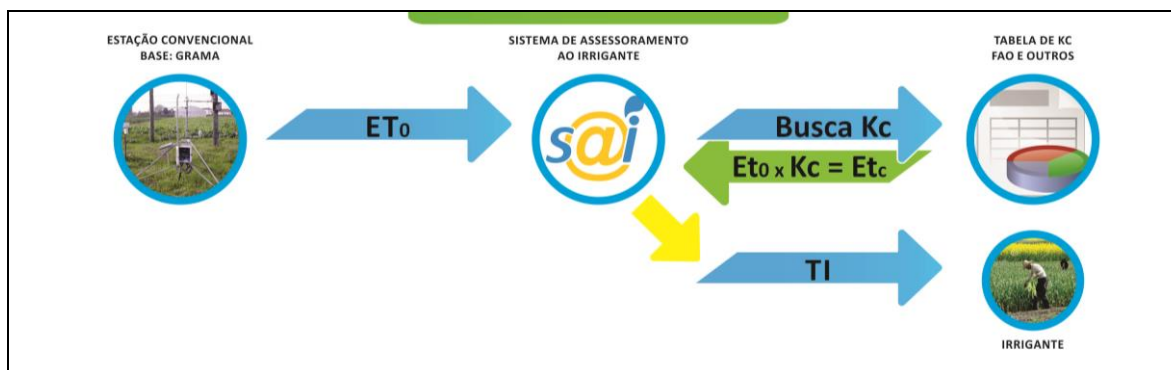 ESTAÇÃO CONVENCIONAL
BASE: GRAMA
SISTEMA DE ASSESSORAMENTO
AO IRRIGANTE
TABELA DE KC
FAO E OUTROS
ET0
s@i
Busca Kc
Et0 x Kc = Etc
TI
IRRIGANTE